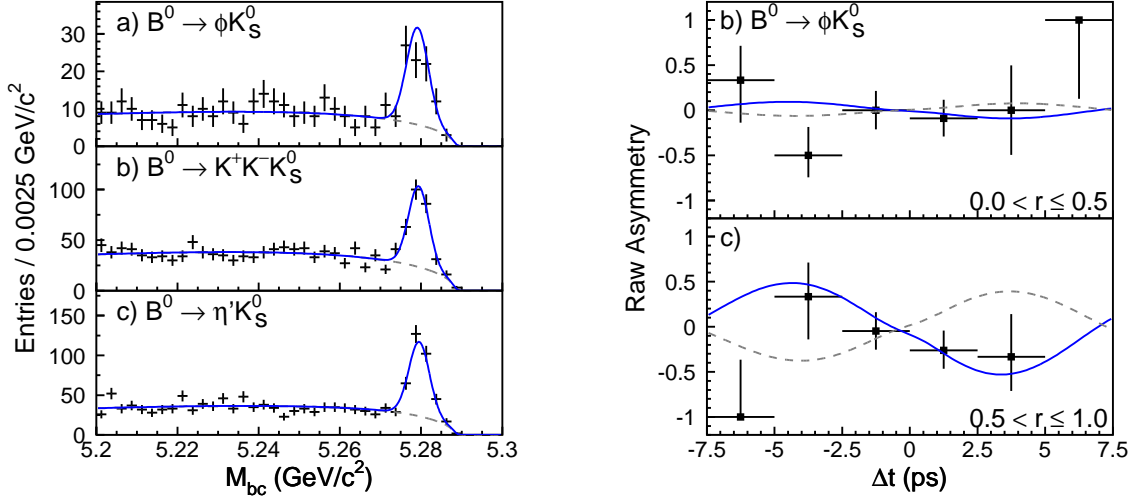 a) B⁰ → ϕK⁰S
30
20
10
0
b) B⁰ → K⁺K⁻K⁰S
100
50
0
c) B⁰ → η'K⁰S
150
100
50
0
5.2 5.22 5.24 5.26 5.28 5.3
Mbc (GeV/c²)
Entries / 0.0025 GeV/c²
b) B⁰ → ϕK⁰S
1
0.5
0
-0.5
-1
0.0 < r ≤ 0.5
c)
0.5
0
-0.5
-1
0.5 < r ≤ 1.0
-7.5 -5 -2.5 0 2.5 5 7.5
Δt (ps)
Raw Asymmetry